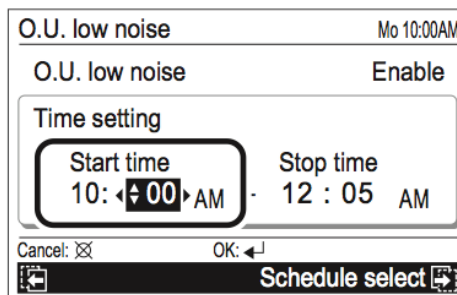 O.U. low noise Mo 10:00AM
O.U. low noise Enable
Time setting
Start time Stop time
10: 00 AM - 12 : 05 AM
Cancel: OK:
Schedule select